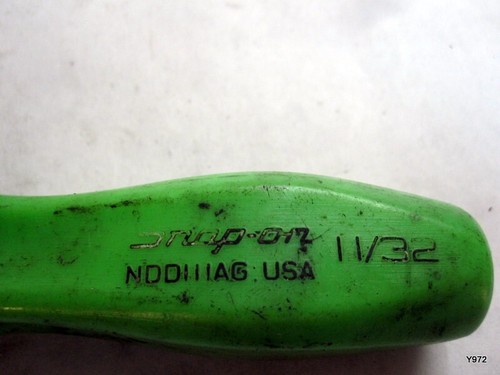 Snap-on 11/32
NDD111AG USA
Y972